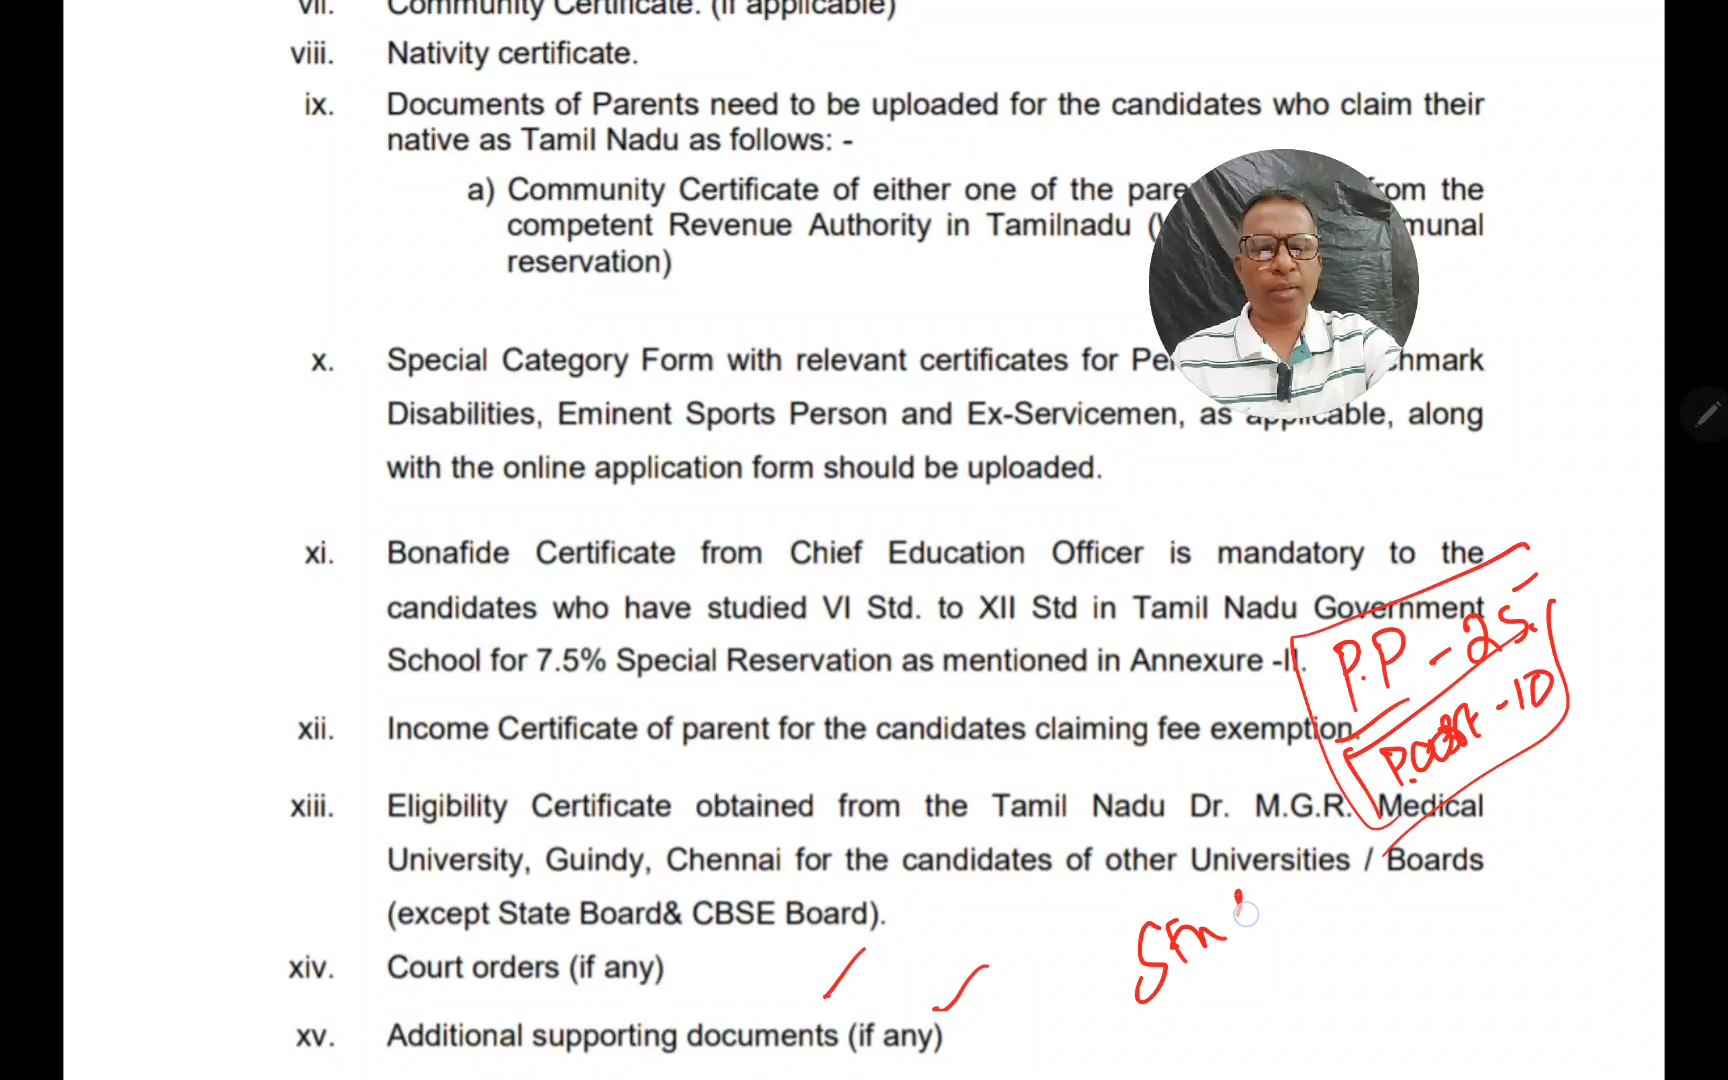 vii. Community Certificate. (if applicable)
viii. Nativity certificate.
ix. Documents of Parents need to be uploaded for the candidates who claim their
native as Tamil Nadu as follows: -
a) Community Certificate of either one of the from the
competent Revenue Authority in Tamilnadu (
reservation)
x. Special Category Form with relevant certificates for
Disabilities, Eminent Sports Person and Ex-Servicemen, as applicable, along
with the online application form should be uploaded.
xi. Bonafide Certificate from Chief Education Officer is mandatory to the
candidates who have studied VI Std. to XII Std in Tamil Nadu Government
School for 7.5% Special Reservation as mentioned in Annexure -II.
P.P - 25
xii. Income Certificate of parent for the candidates claiming fee exemption.
- 10
xiii. Eligibility Certificate obtained from the Tamil Nadu Dr. M.G.R. Medical
University, Guindy, Chennai for the candidates of other Universities / Boards
(except State Board& CBSE Board).
xiv. Court orders (if any)
xv. Additional supporting documents (if any)